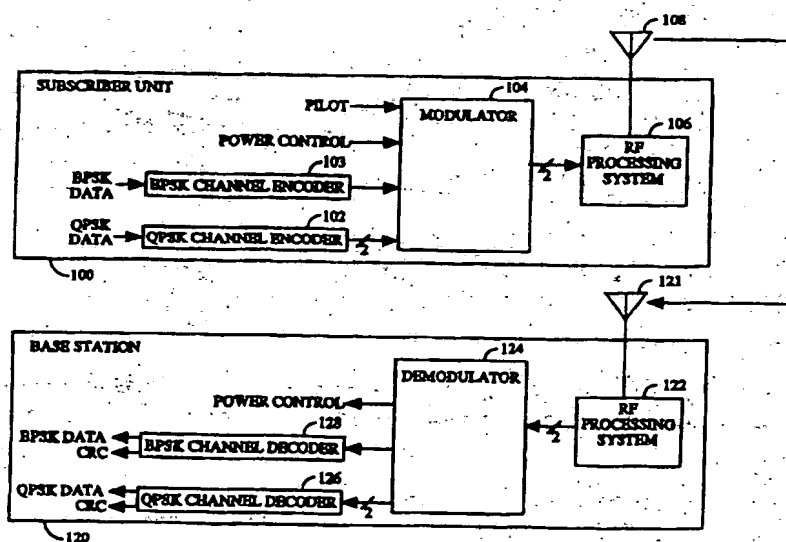 108
SUBSCRIBER UNIT
104
PILOT
MODULATOR
106
POWER CONTROL
RF
PROCESSING
SYSTEM
103
2
BPSK
DATA
BPSK CHANNEL ENCODER
102
QPSK
DATA
QPSK CHANNEL ENCODER
2
100
121
BASE STATION
124
DEMODULATOR
122
POWER CONTROL
RF
PROCESSING
SYSTEM
128
2
BPSK DATA
CRC
BPSK CHANNEL DECODER
126
QPSK DATA
CRC
QPSK CHANNEL DECODER
2
120